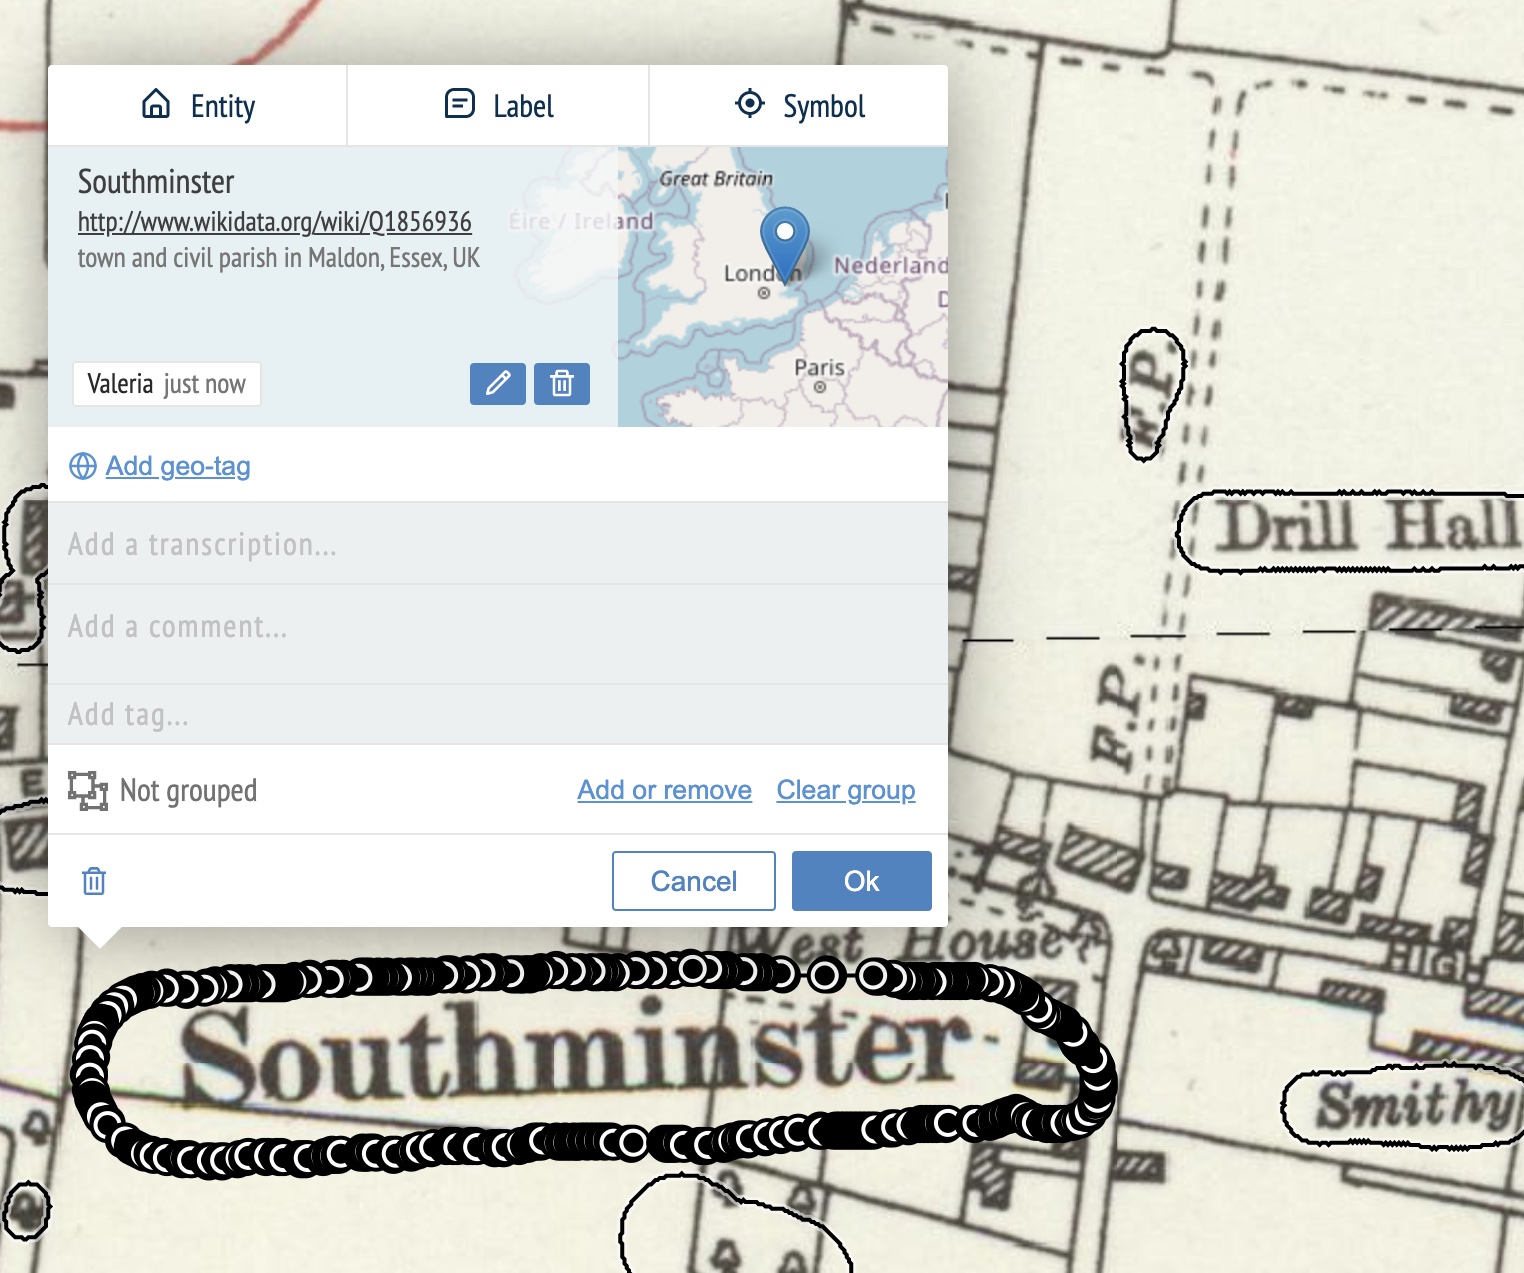 Entity Label Symbol
Southminster
http://www.wikidata.org/wiki/Q1856936
town and civil parish in Maldon, Essex, UK
Great Britain
Éire / Ireland
London
Nederland
Paris
Valeria just now
Add geo-tag
Add a transcription...
Add a comment...
Add tag...
Not grouped Add or remove Clear group
Cancel Ok
F.P.
Drill Hall
F.P.
West House
HIGH
Southminster
Smithy